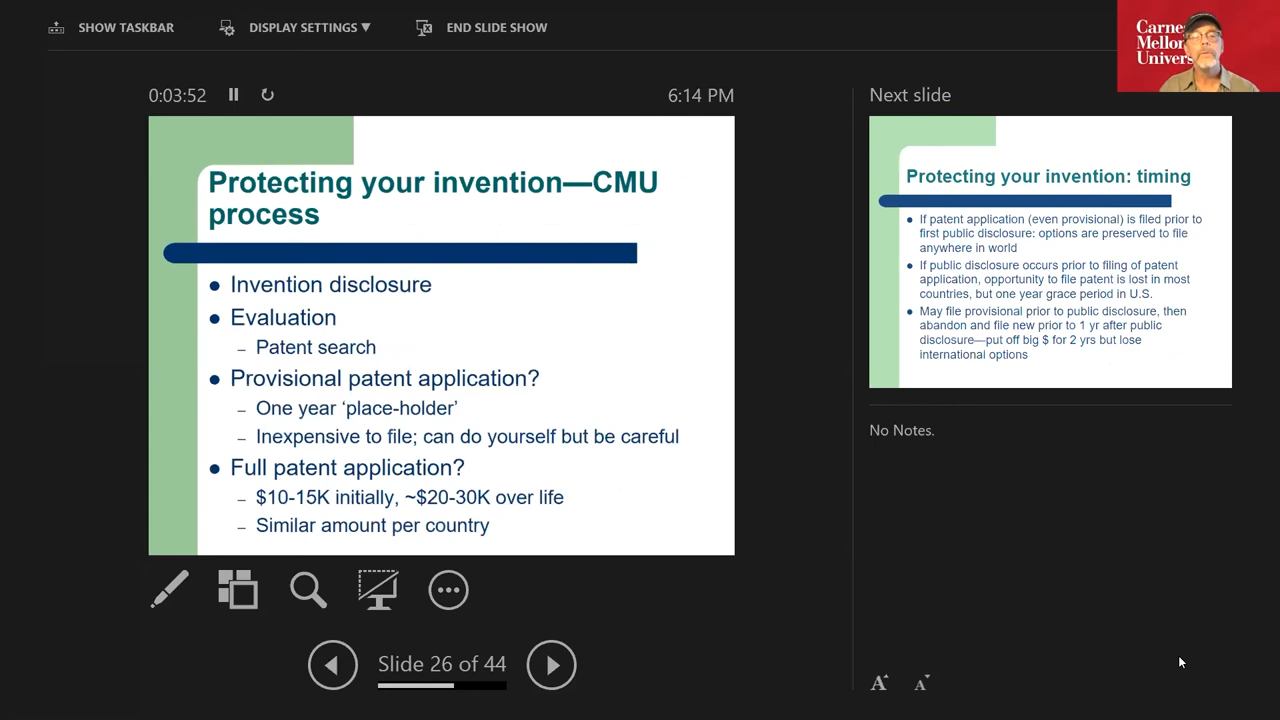 SHOW TASKBAR
DISPLAY SETTINGS ▼
END SLIDE SHOW
Carne
Mellon
Univers
0:03:52
6:14 PM
Protecting your invention—CMU
process
● Invention disclosure
● Evaluation
– Patent search
● Provisional patent application?
– One year ‘place-holder’
– Inexpensive to file; can do yourself but be careful
● Full patent application?
– $10-15K initially, ~$20-30K over life
– Similar amount per country
Slide 26 of 44
Next slide
Protecting your invention: timing
● If patent application (even provisional) is filed prior to
first public disclosure: options are preserved to file
anywhere in world
● If public disclosure occurs prior to filing of patent
application, opportunity to file patent is lost in most
countries, but one year grace period in U.S.
● May file provisional prior to public disclosure, then
abandon and file new prior to 1 yr after public
disclosure—put off big $ for 2 yrs but lose
international options
No Notes.
A A